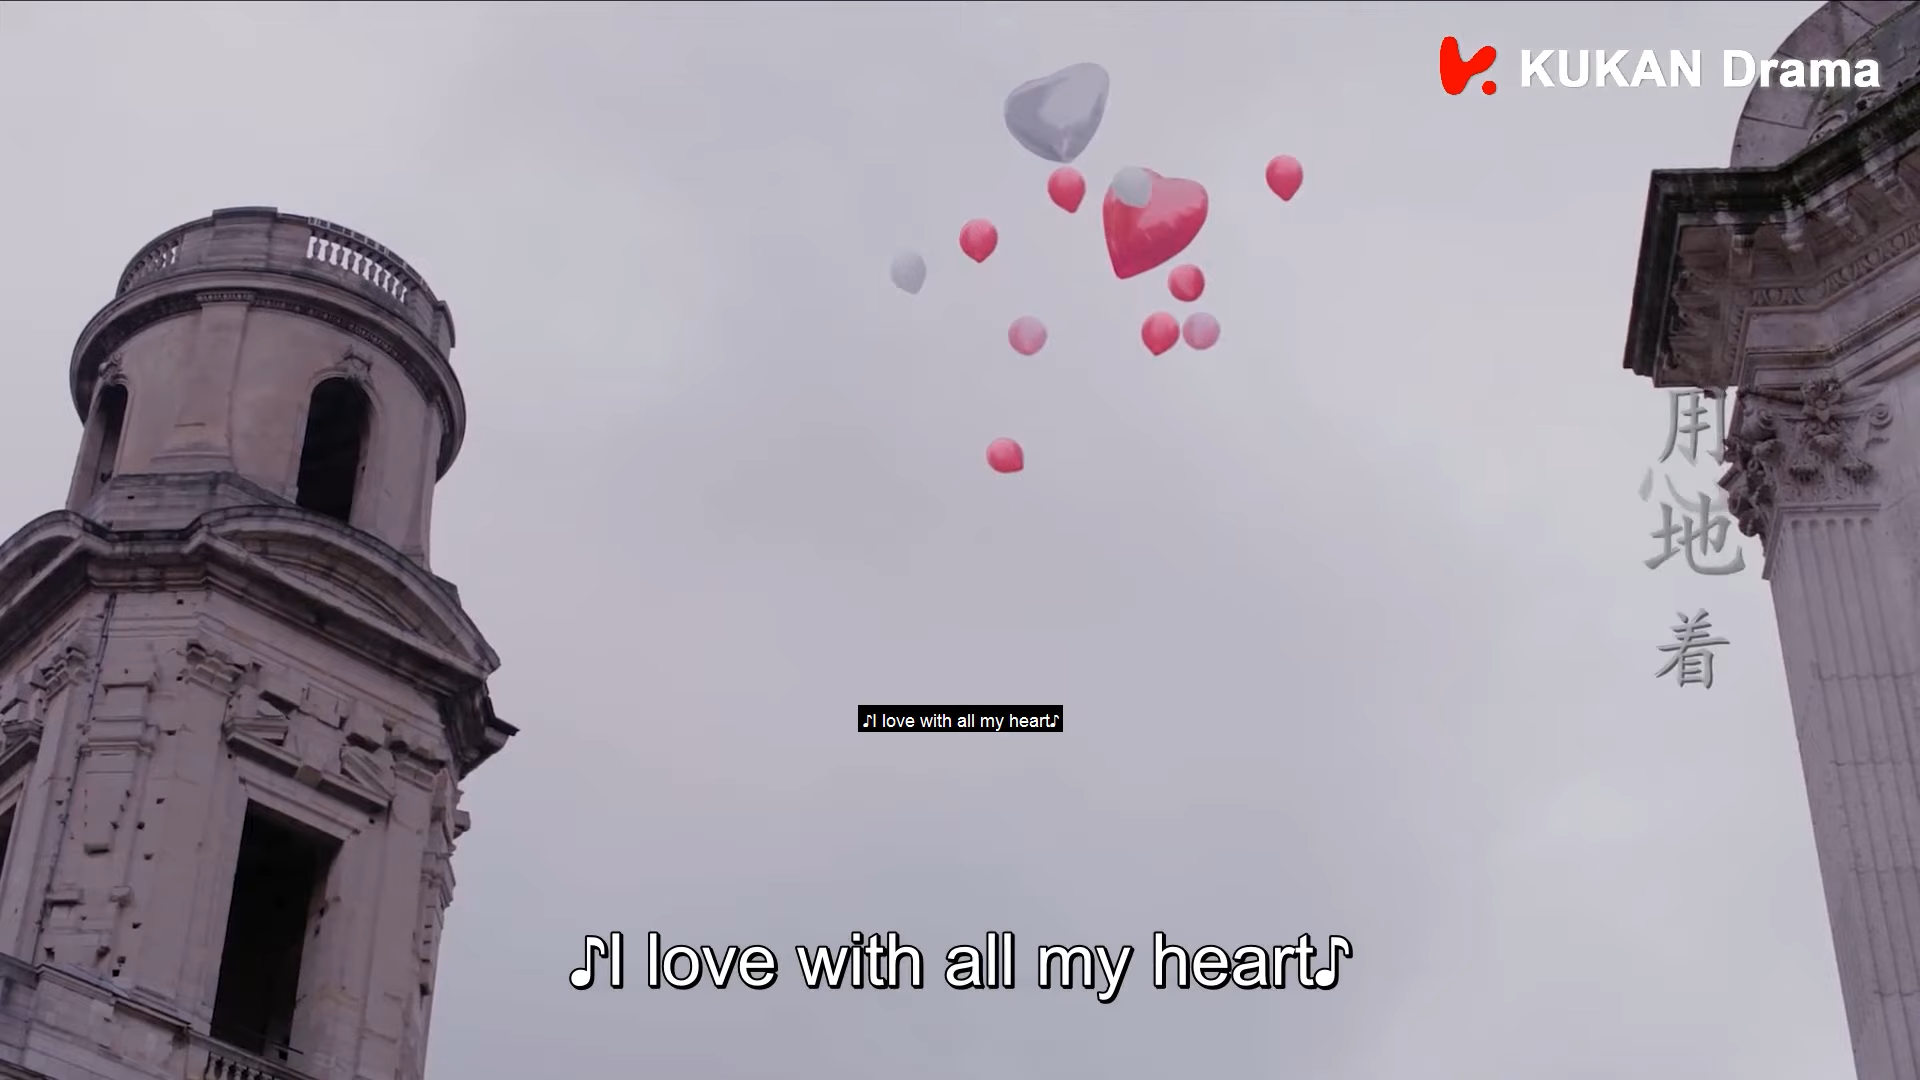 KUKAN Drama
用心地
着
♪I love with all my heart♪
♪I love with all my heart♪